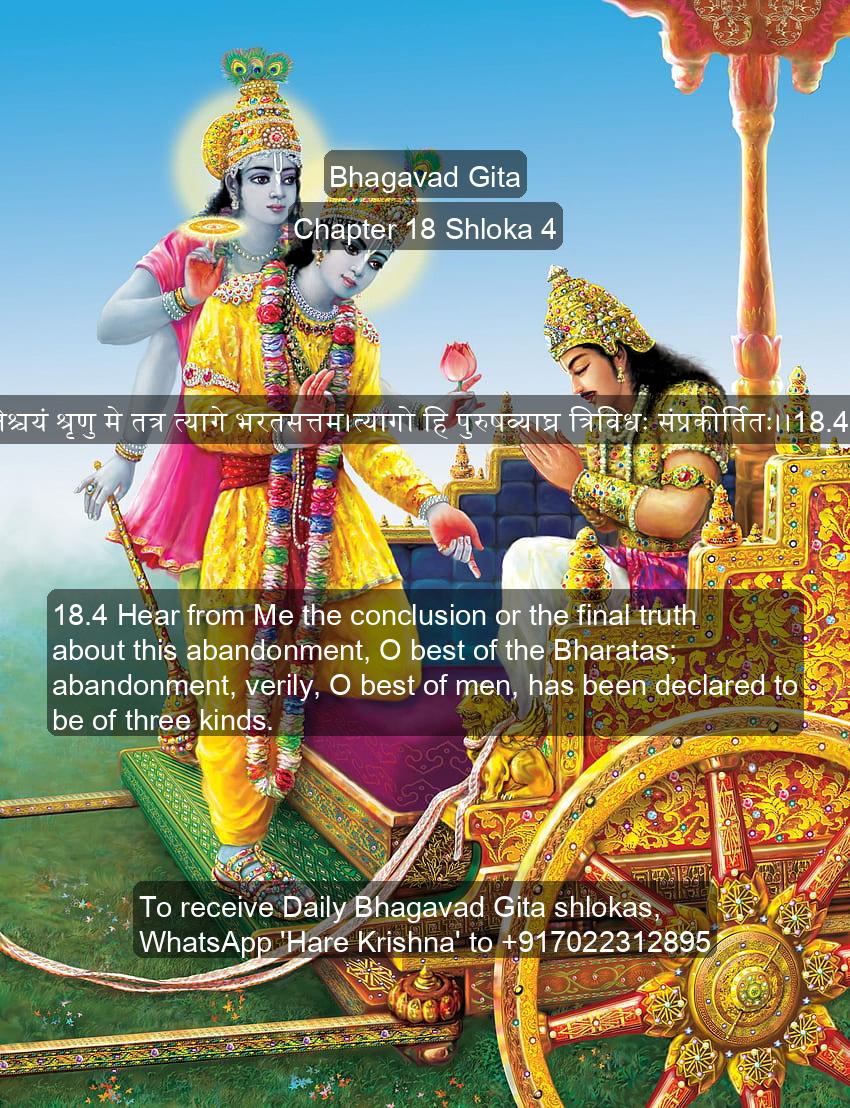 Bhagavad Gita
Chapter 18 Shloka 4
श्रृणु मे तत्र त्यागे भरतसत्तम।त्यागो हि पुरुषव्याघ्र त्रिविधः संप्रकीर्तितः।।18.4
18.4 Hear from Me the conclusion or the final truth
about this abandonment, O best of the Bharatas;
abandonment, verily, O best of men, has been declared to
be of three kinds.
To receive Daily Bhagavad Gita shlokas,
WhatsApp 'Hare Krishna' to +917022312895